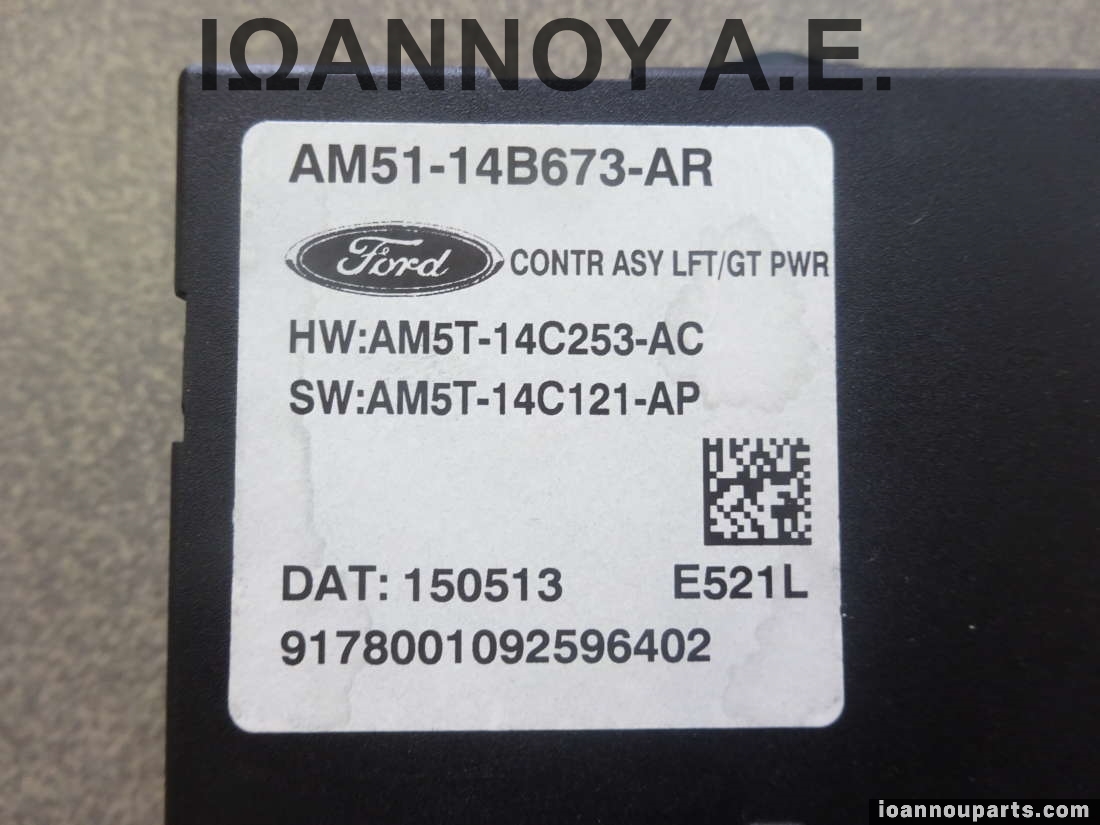 ΙΩΑΝΝΟΥ Α.Ε.
AM51-14B673-AR
Ford CONTR ASY LFT/GT PWR
HW:AM5T-14C253-AC
SW:AM5T-14C121-AP
DAT: 150513 E521L
9178001092596402
ioannouparts.com